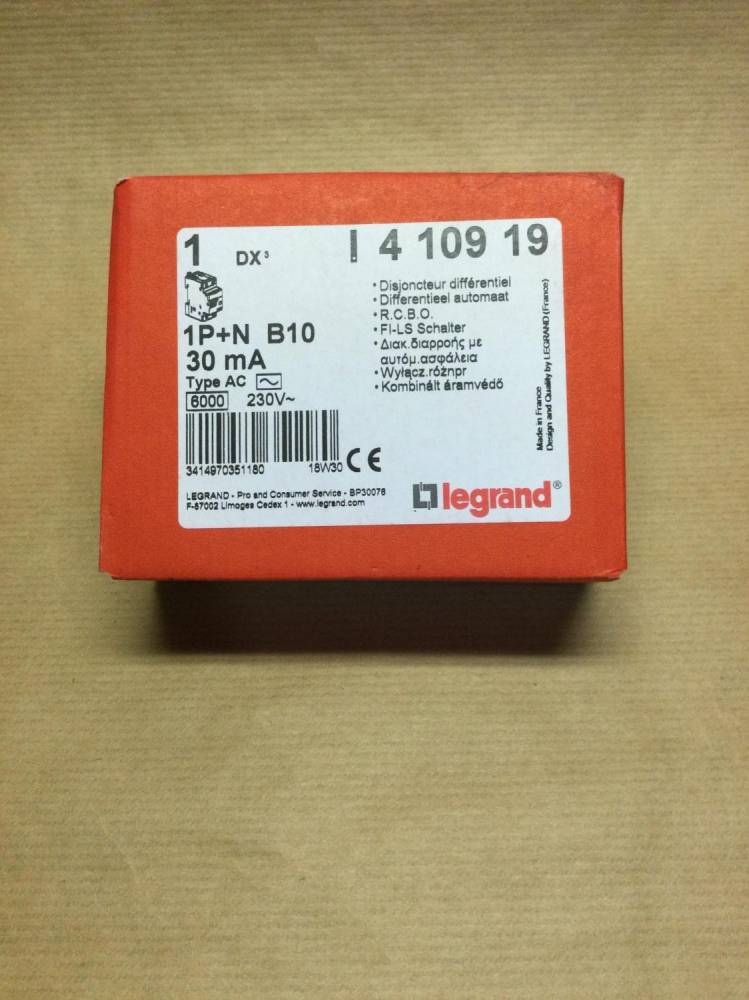 1 DX³ | 4 109 19
• Disjoncteur différentiel
• Differentieel automaat
• R.C.B.O.
• FI-LS Schalter
• Διακ.διαρροής με
αυτόμ.ασφάλεια
• Wyłącz.różnpr
• Kombinált áramvédő
1P+N B10
30 mA
Type AC
6000 230V~
3414970351180 18W30 CE
LEGRAND - Pro and Consumer Service - BP30076
F-87002 Limoges Cedex 1 - www.legrand.com
legrand®
Made in France
Design and Quality by LEGRAND (France)